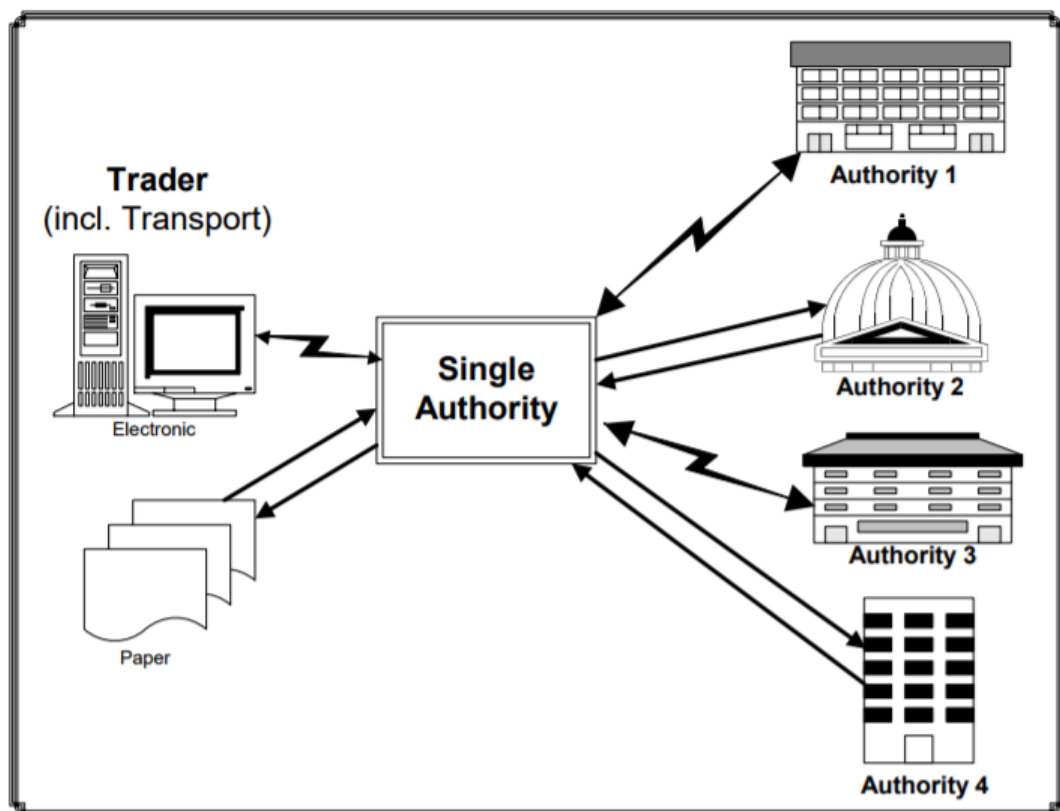 Trader
(incl. Transport)
Electronic
Paper
Single
Authority
Authority 1
Authority 2
Authority 3
Authority 4